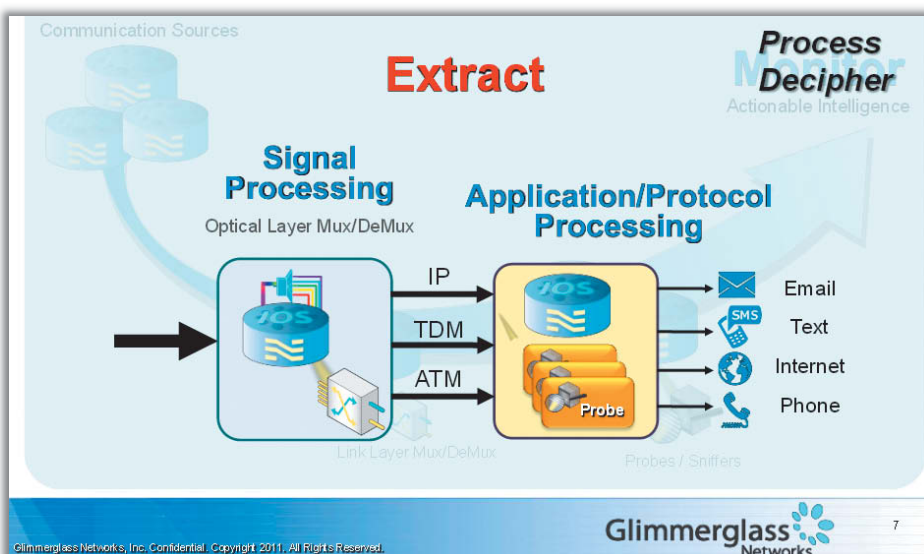 Communication Sources
Extract
Process
Decipher
Monitor
Actionable Intelligence
Signal
Processing
Optical Layer Mux/DeMux
Application/Protocol
Processing
IP
TDM
ATM
iOS
iOS
Probe
SMS
Email
Text
Internet
Phone
Link Layer Mux/DeMux
Probes / Sniffers
Glimmerglass Networks, Inc. Confidential. Copyright 2011. All Rights Reserved.
Glimmerglass
Networks
7